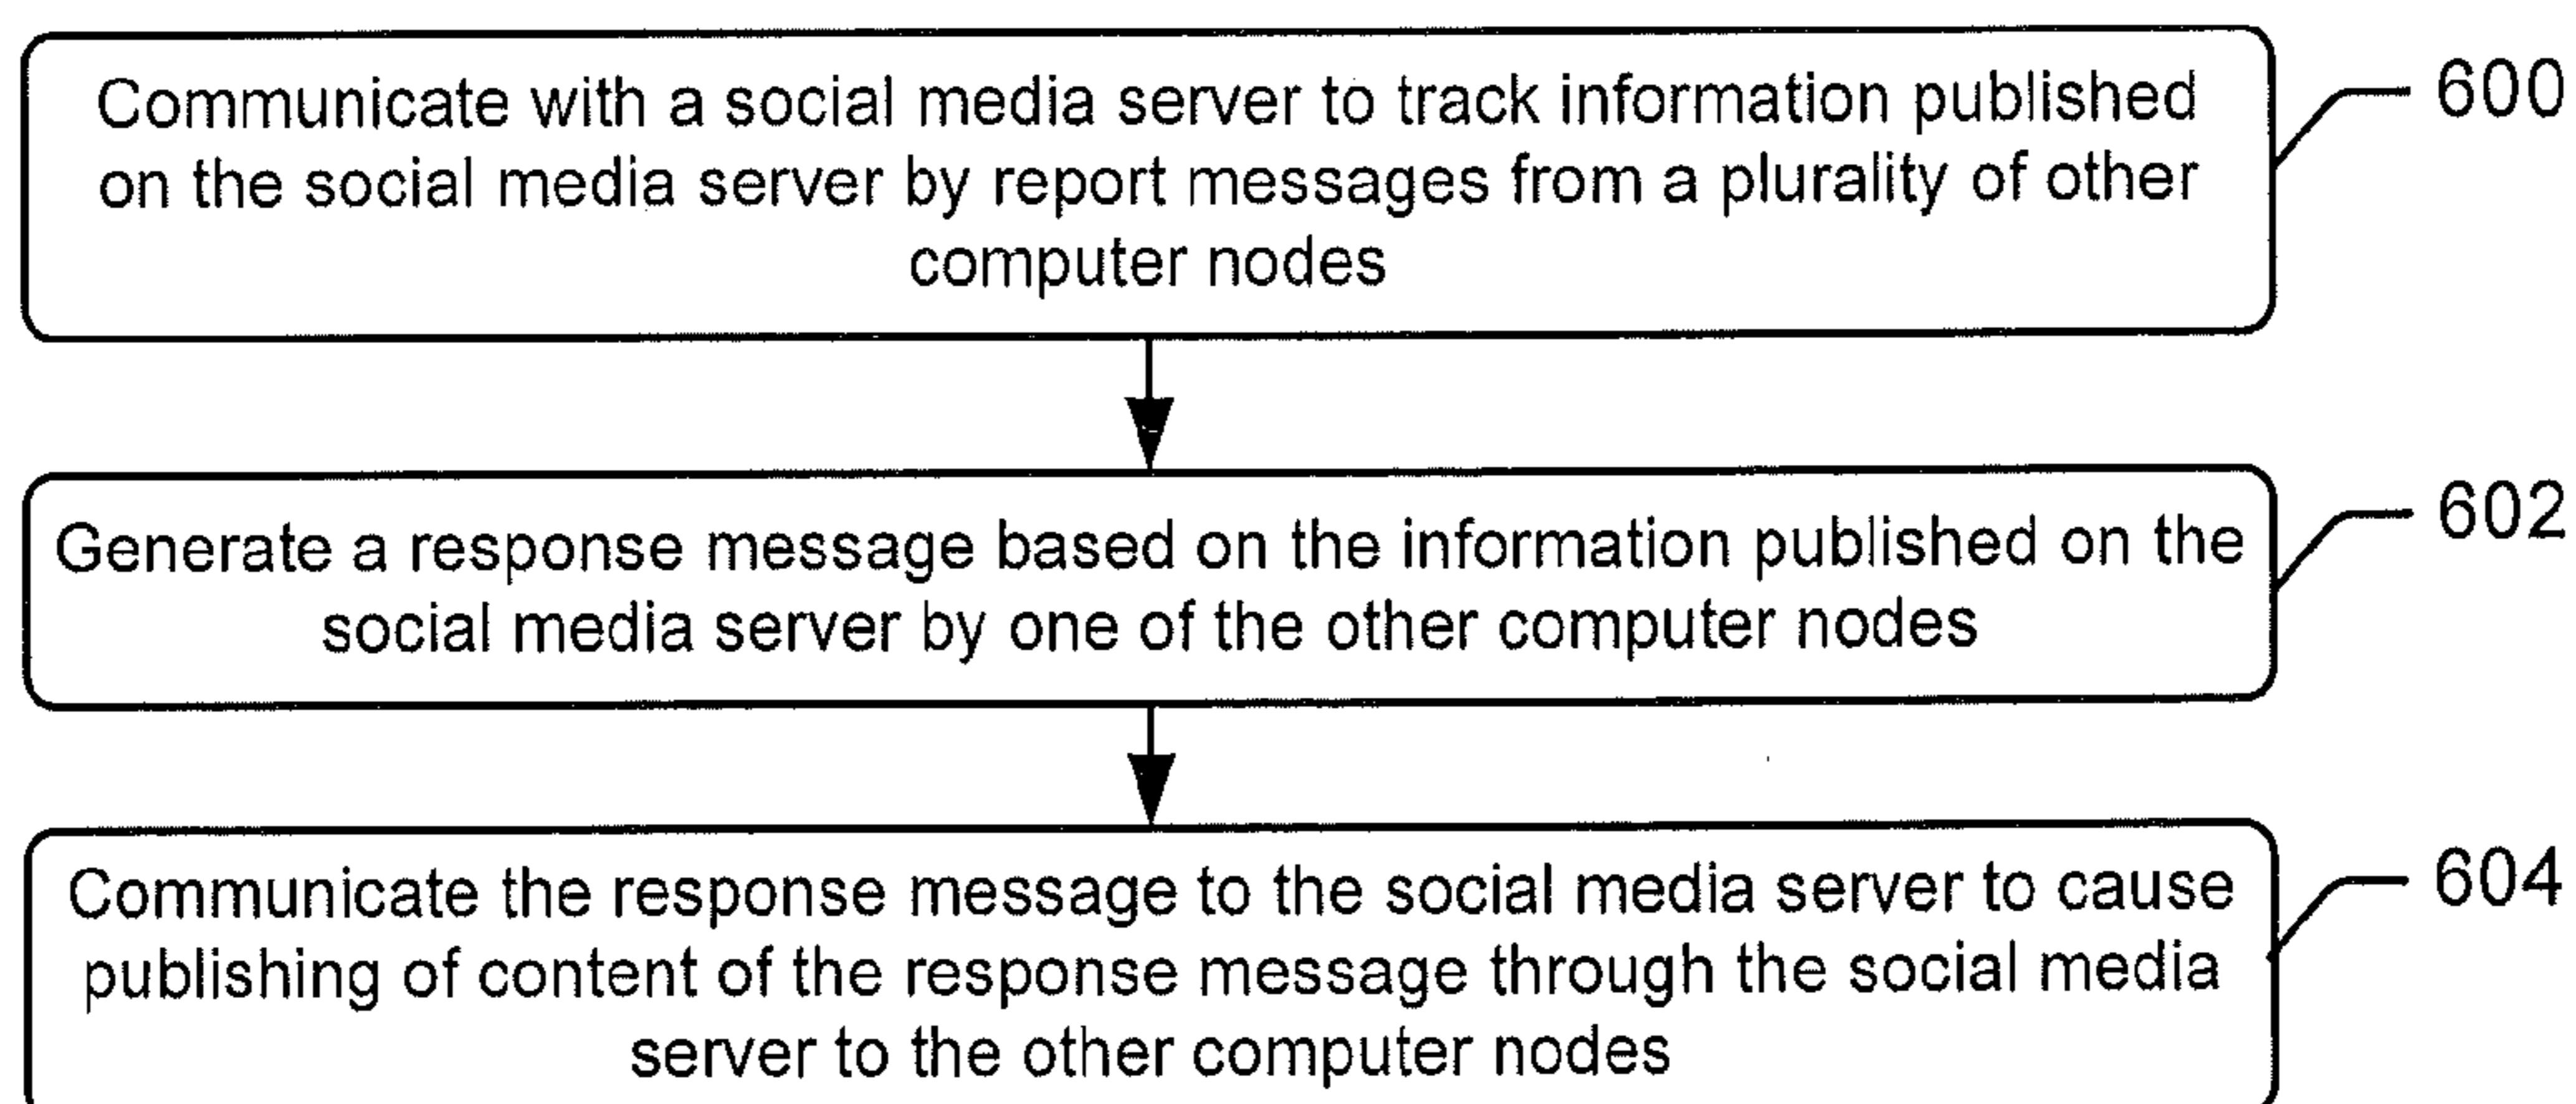 Communicate with a social media server to track information published
on the social media server by report messages from a plurality of other
computer nodes
600
Generate a response message based on the information published on the
social media server by one of the other computer nodes
602
Communicate the response message to the social media server to cause
publishing of content of the response message through the social media
server to the other computer nodes
604